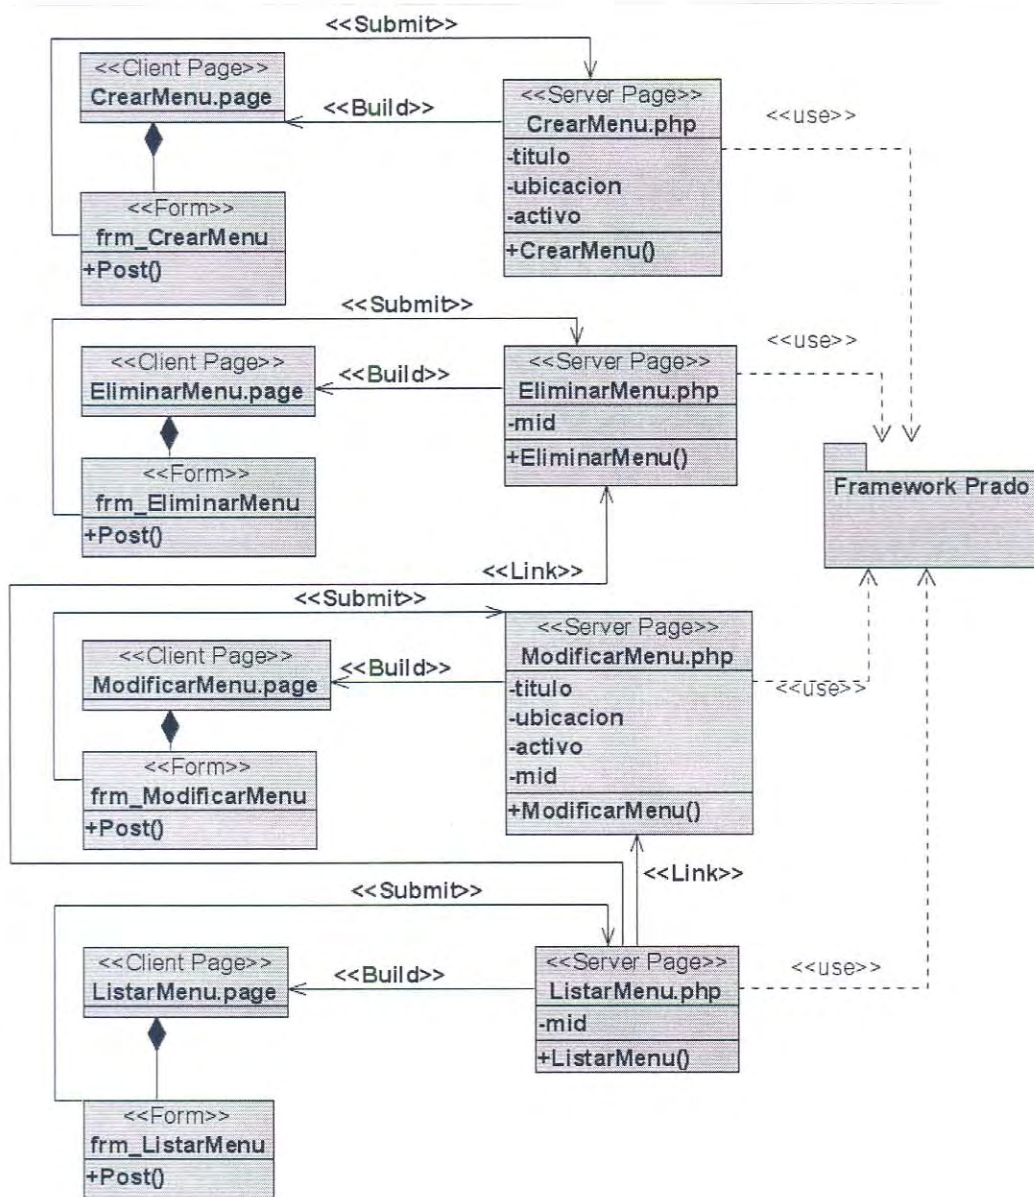 <<Submit>>
<<Client Page>>
CrearMenu.page
<<Build>>
<<Server Page>>
CrearMenu.php
-titulo
-ubicacion
-activo
+CrearMenu()
<<use>>
<<Form>>
frm_CrearMenu
+Post()
<<Submit>>
<<Client Page>>
EliminarMenu.page
<<Build>>
<<Server Page>>
EliminarMenu.php
-mid
+EliminarMenu()
<<use>>
<<Form>>
frm_EliminarMenu
+Post()
Framework Prado
<<Link>>
<<Submit>>
<<Client Page>>
ModificarMenu.page
<<Build>>
<<Server Page>>
ModificarMenu.php
-titulo
-ubicacion
-activo
-mid
+ModificarMenu()
<<use>>
<<Form>>
frm_ModificarMenu
+Post()
<<Link>>
<<Submit>>
<<Client Page>>
ListarMenu.page
<<Build>>
<<Server Page>>
ListarMenu.php
-mid
+ListarMenu()
<<use>>
<<Form>>
frm_ListarMenu
+Post()